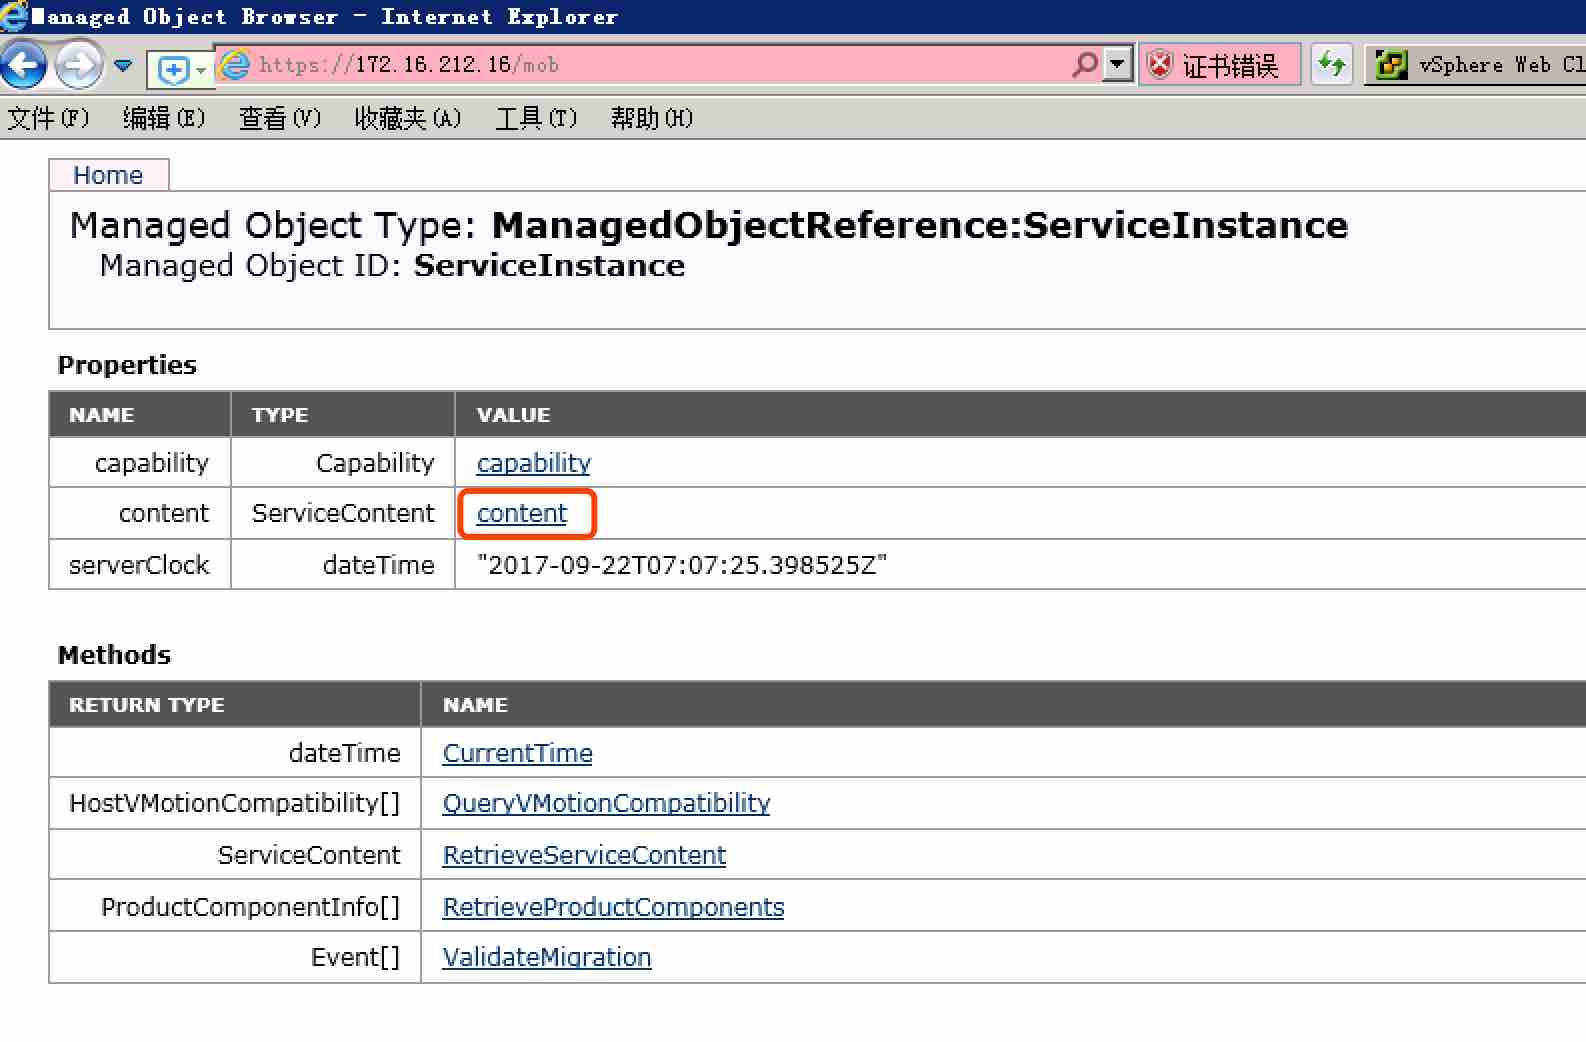 Managed Object Browser - Internet Explorer
https://172.16.212.16/mob 证书错误 vSphere Web Cl
文件(F) 编辑(E) 查看(V) 收藏夹(A) 工具(T) 帮助(H)
Home
Managed Object Type: ManagedObjectReference:ServiceInstance
Managed Object ID: ServiceInstance
Properties
NAME TYPE VALUE
capability Capability capability
content ServiceContent content
serverClock dateTime "2017-09-22T07:07:25.398525Z"
Methods
RETURN TYPE NAME
dateTime CurrentTime
HostVMotionCompatibility[] QueryVMotionCompatibility
ServiceContent RetrieveServiceContent
ProductComponentInfo[] RetrieveProductComponents
Event[] ValidateMigration